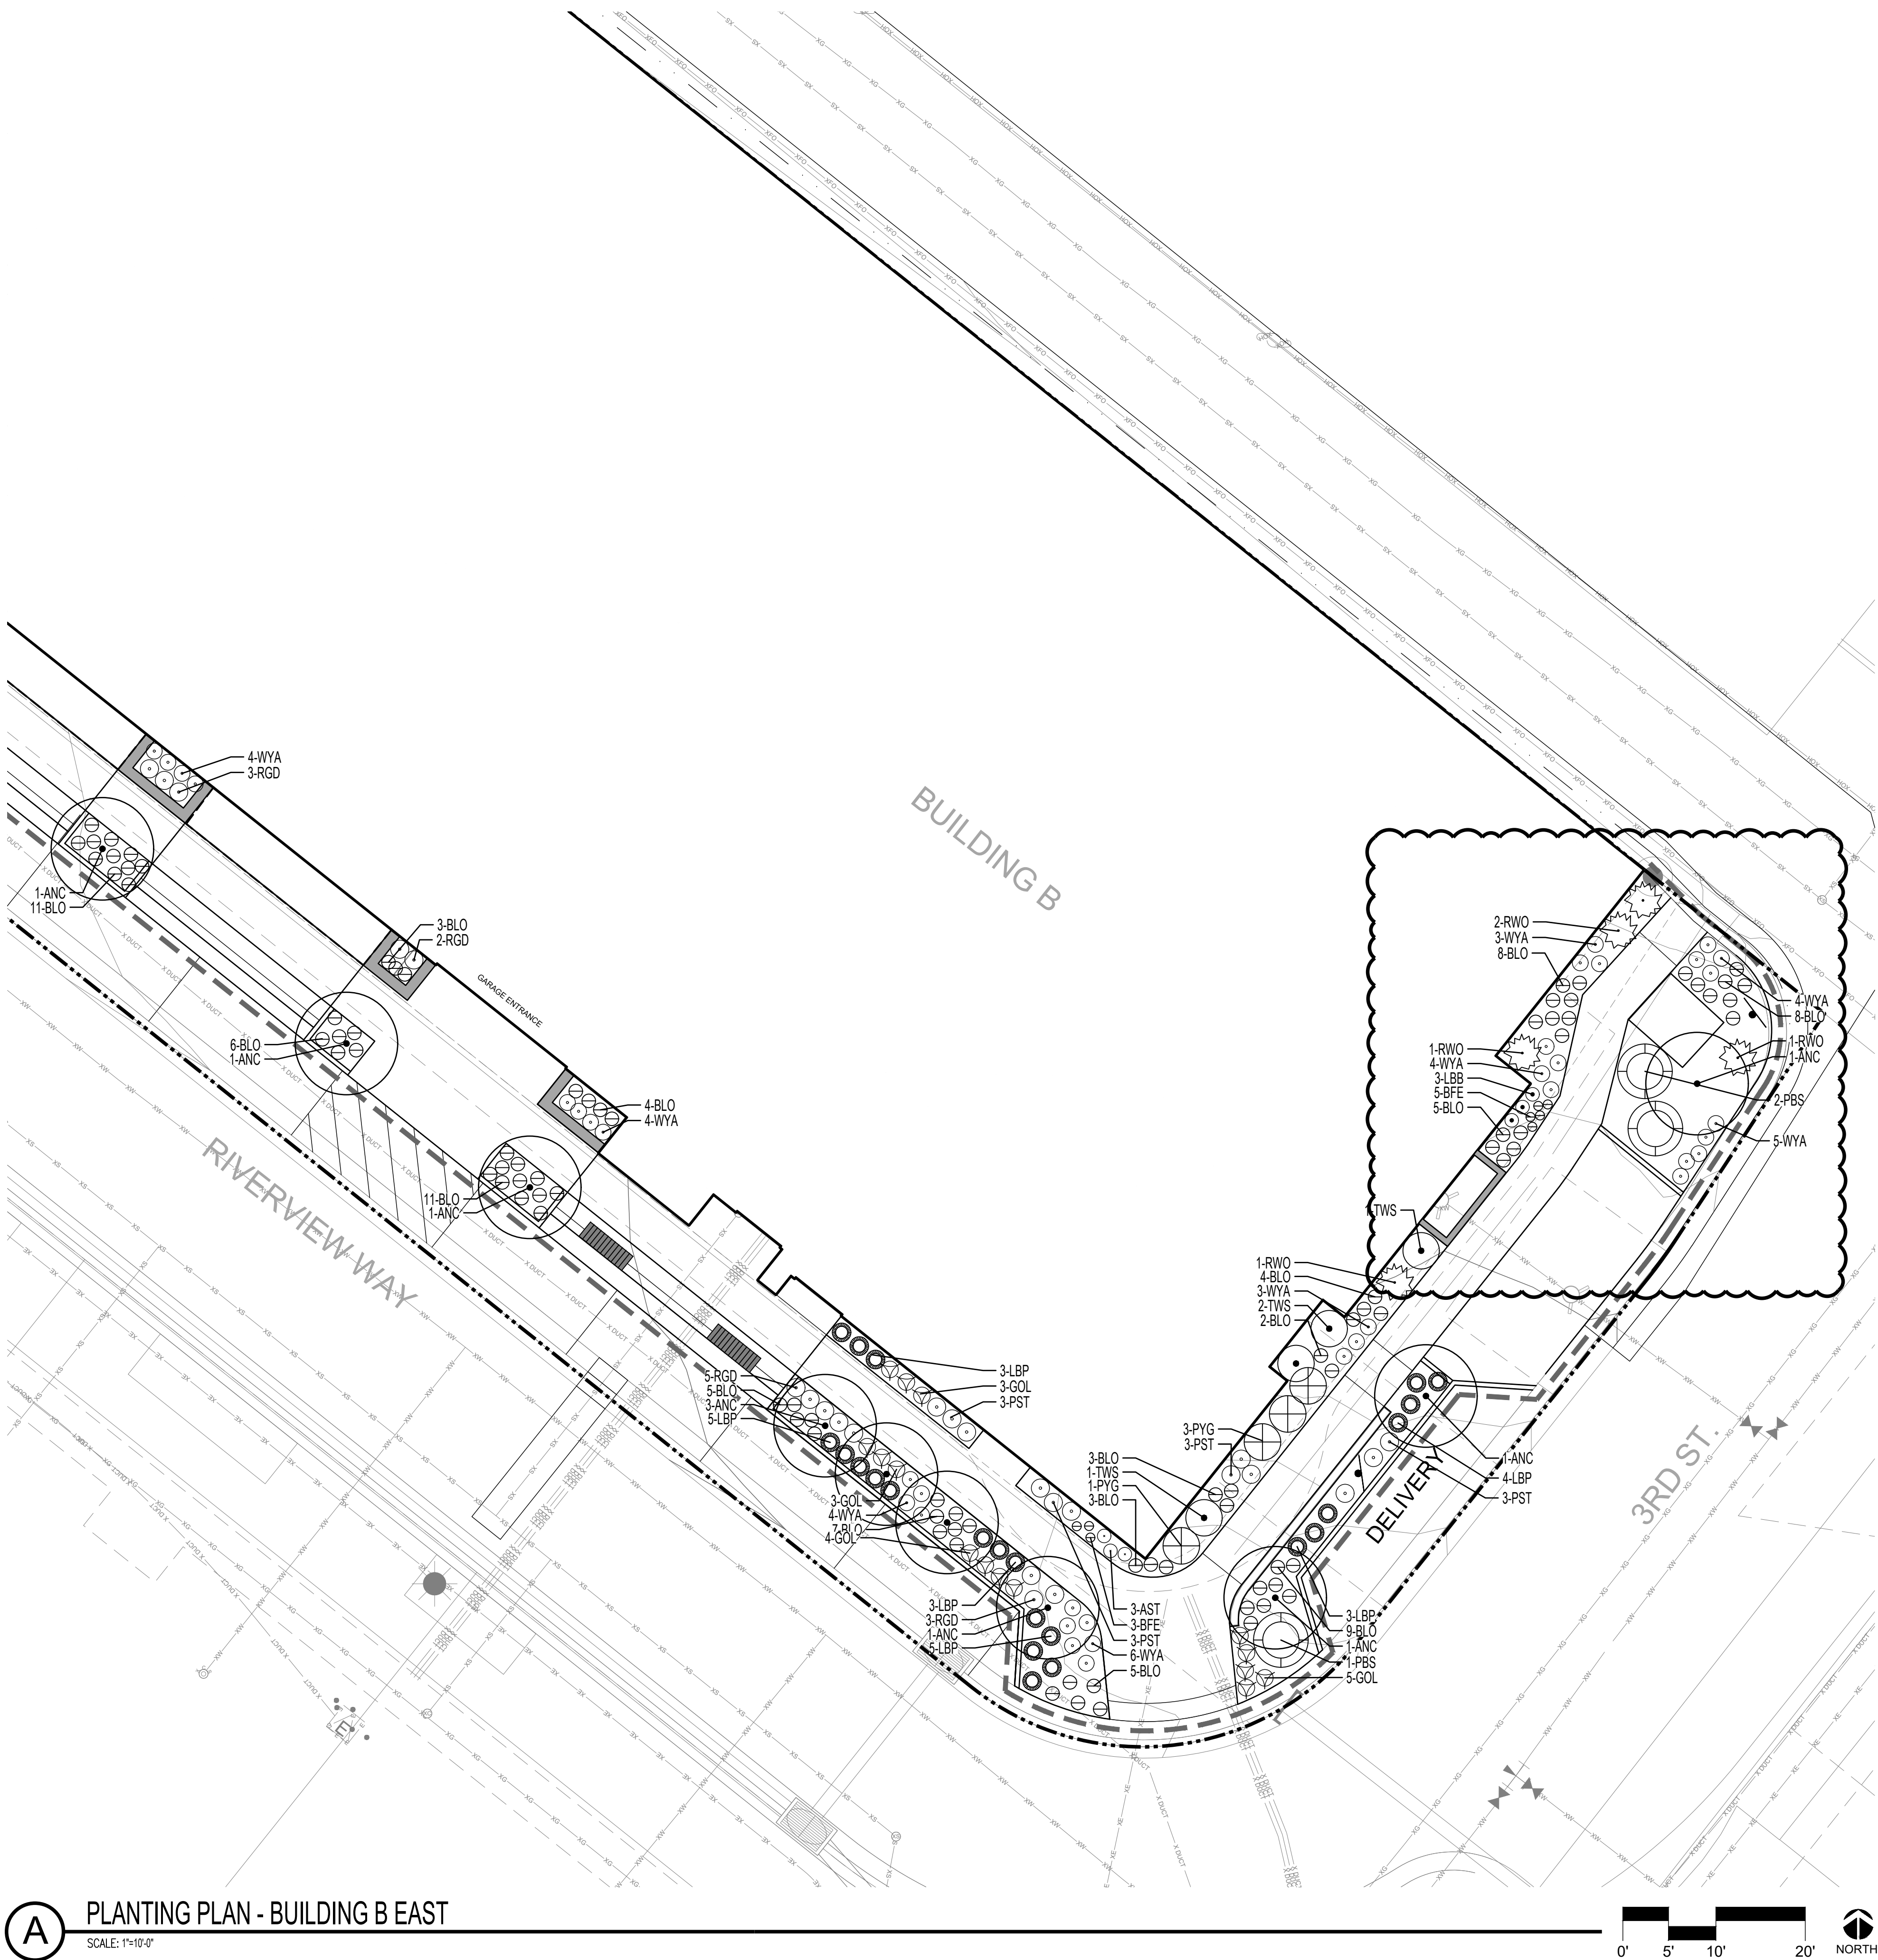 4-WYA
3-RGD
BUILDING B
1-ANC
11-BLO
3-BLO
2-RGD
GARAGE ENTRANCE
6-BLO
1-ANC
4-BLO
4-WYA
RIVERVIEW WAY
11-BLO
1-ANC
2-RWO
3-WYA
8-BLO
4-WYA
8-BLO
1-RWO
1-ANC
2-PBS
5-WYA
1-RWO
4-WYA
3-LBB
5-BFE
5-BLO
1-TWS
1-RWO
4-BLO
3-WYA
2-TWS
2-BLO
3-LBP
3-GOL
3-PST
5-RGD
5-BLO
3-ANC
5-LBP
3-GOL
4-WYA
7-BLO
4-GOL
3-PYG
3-PST
3-BLO
1-TWS
1-PYG
3-BLO
1-ANC
4-LBP
3-PST
DELIVERY
3RD ST.
3-LBP
3-RGD
1-ANC
5-LBP
3-AST
3-BFE
3-PST
6-WYA
5-BLO
3-LBP
9-BLO
1-ANC
1-PBS
5-GOL
E
A
PLANTING PLAN - BUILDING B EAST
SCALE: 1"=10'-0"
0' 5' 10' 20'
NORTH